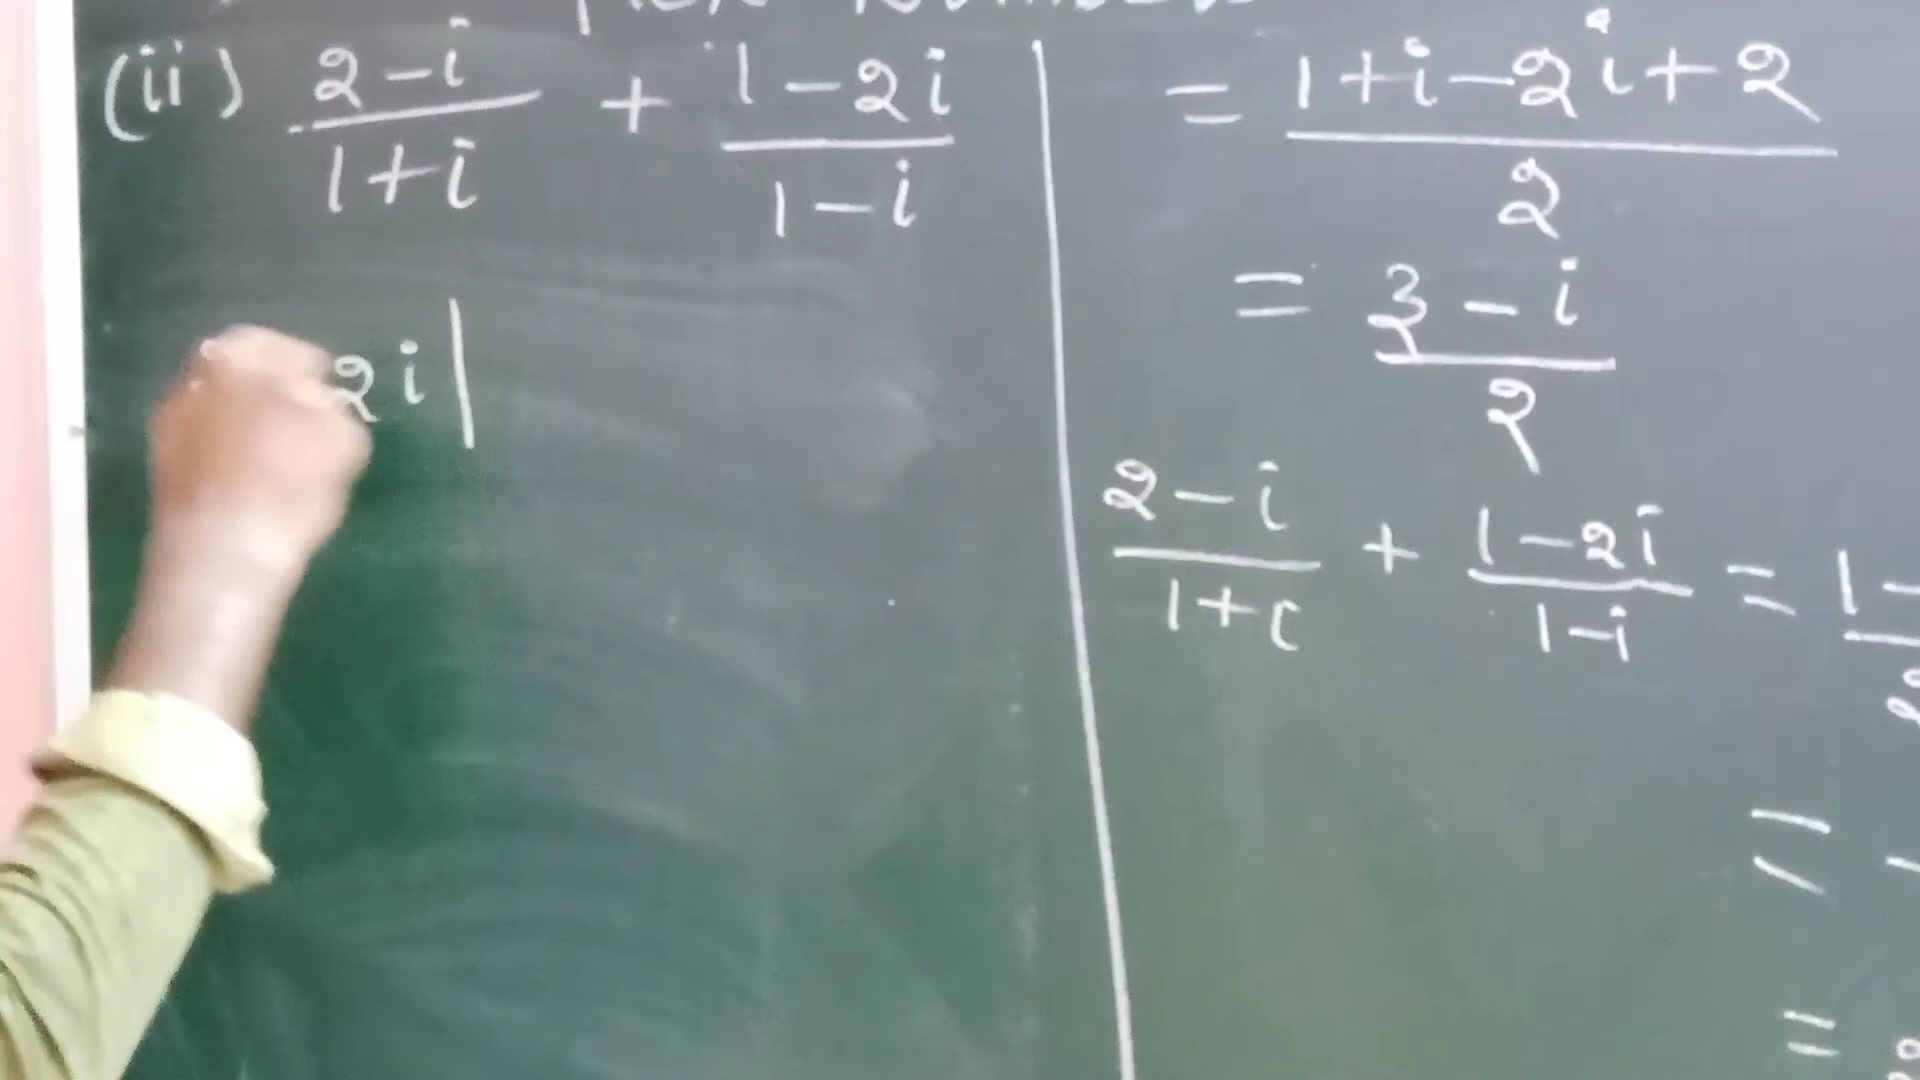 (ii) 2-i/1+i + 1-2i/1-i
2i|
= 1+i-2i+2/2
= 3-i/2
2-i/1+i + 1-2i/1-i = 1-
=
=